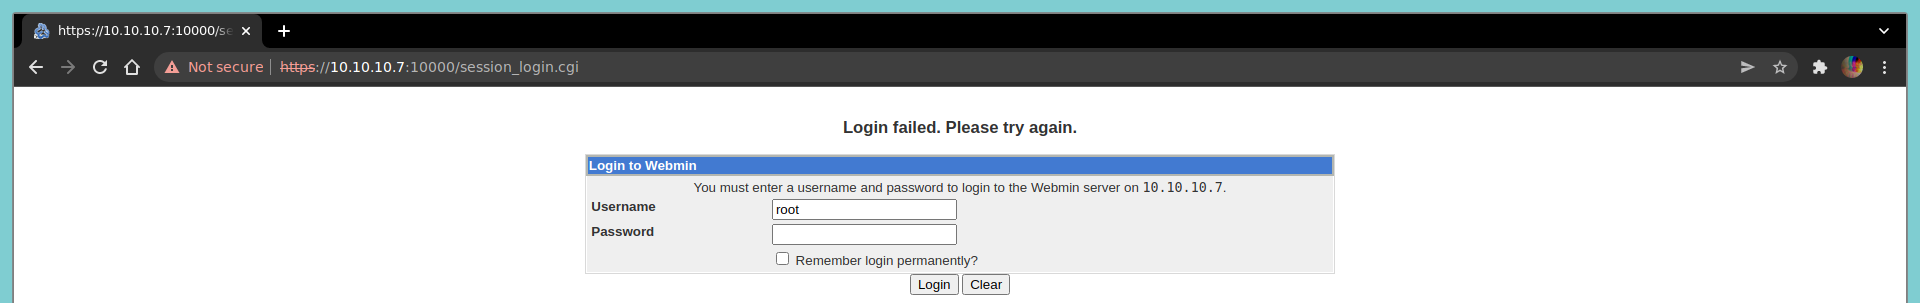 https://10.10.10.7:10000/se
Not secure https://10.10.10.7:10000/session_login.cgi
Login failed. Please try again.
Login to Webmin
You must enter a username and password to login to the Webmin server on 10.10.10.7.
Username root
Password
Remember login permanently?
Login Clear